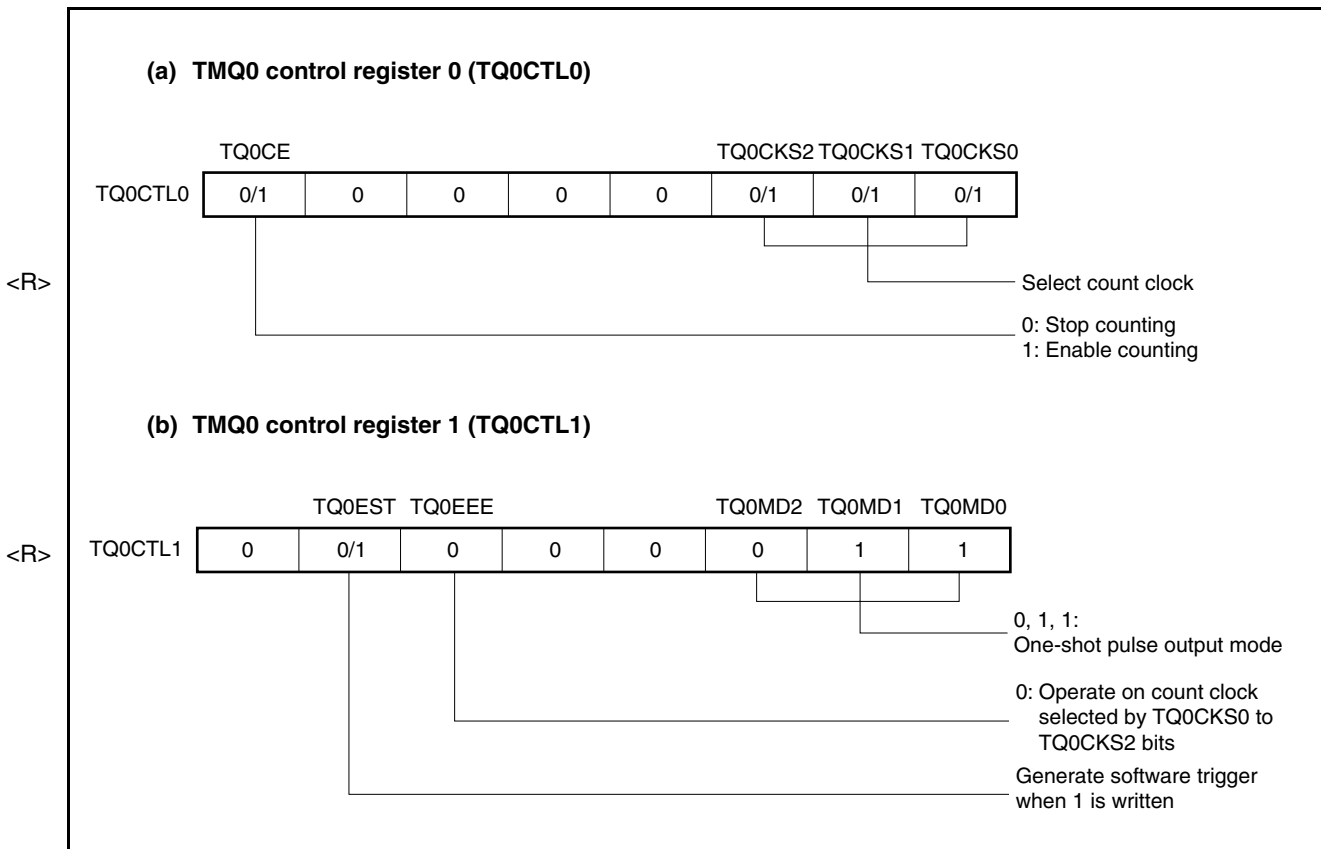 (a) TMQ0 control register 0 (TQ0CTL0)
TQ0CE TQ0CKS2 TQ0CKS1 TQ0CKS0
TQ0CTL0 0/1 0 0 0 0 0/1 0/1 0/1
<R>
Select count clock
0: Stop counting
1: Enable counting
(b) TMQ0 control register 1 (TQ0CTL1)
TQ0EST TQ0EEE TQ0MD2 TQ0MD1 TQ0MD0
<R> TQ0CTL1 0 0/1 0 0 0 0 1 1
0, 1, 1:
One-shot pulse output mode
0: Operate on count clock
selected by TQ0CKS0 to
TQ0CKS2 bits
Generate software trigger
when 1 is written